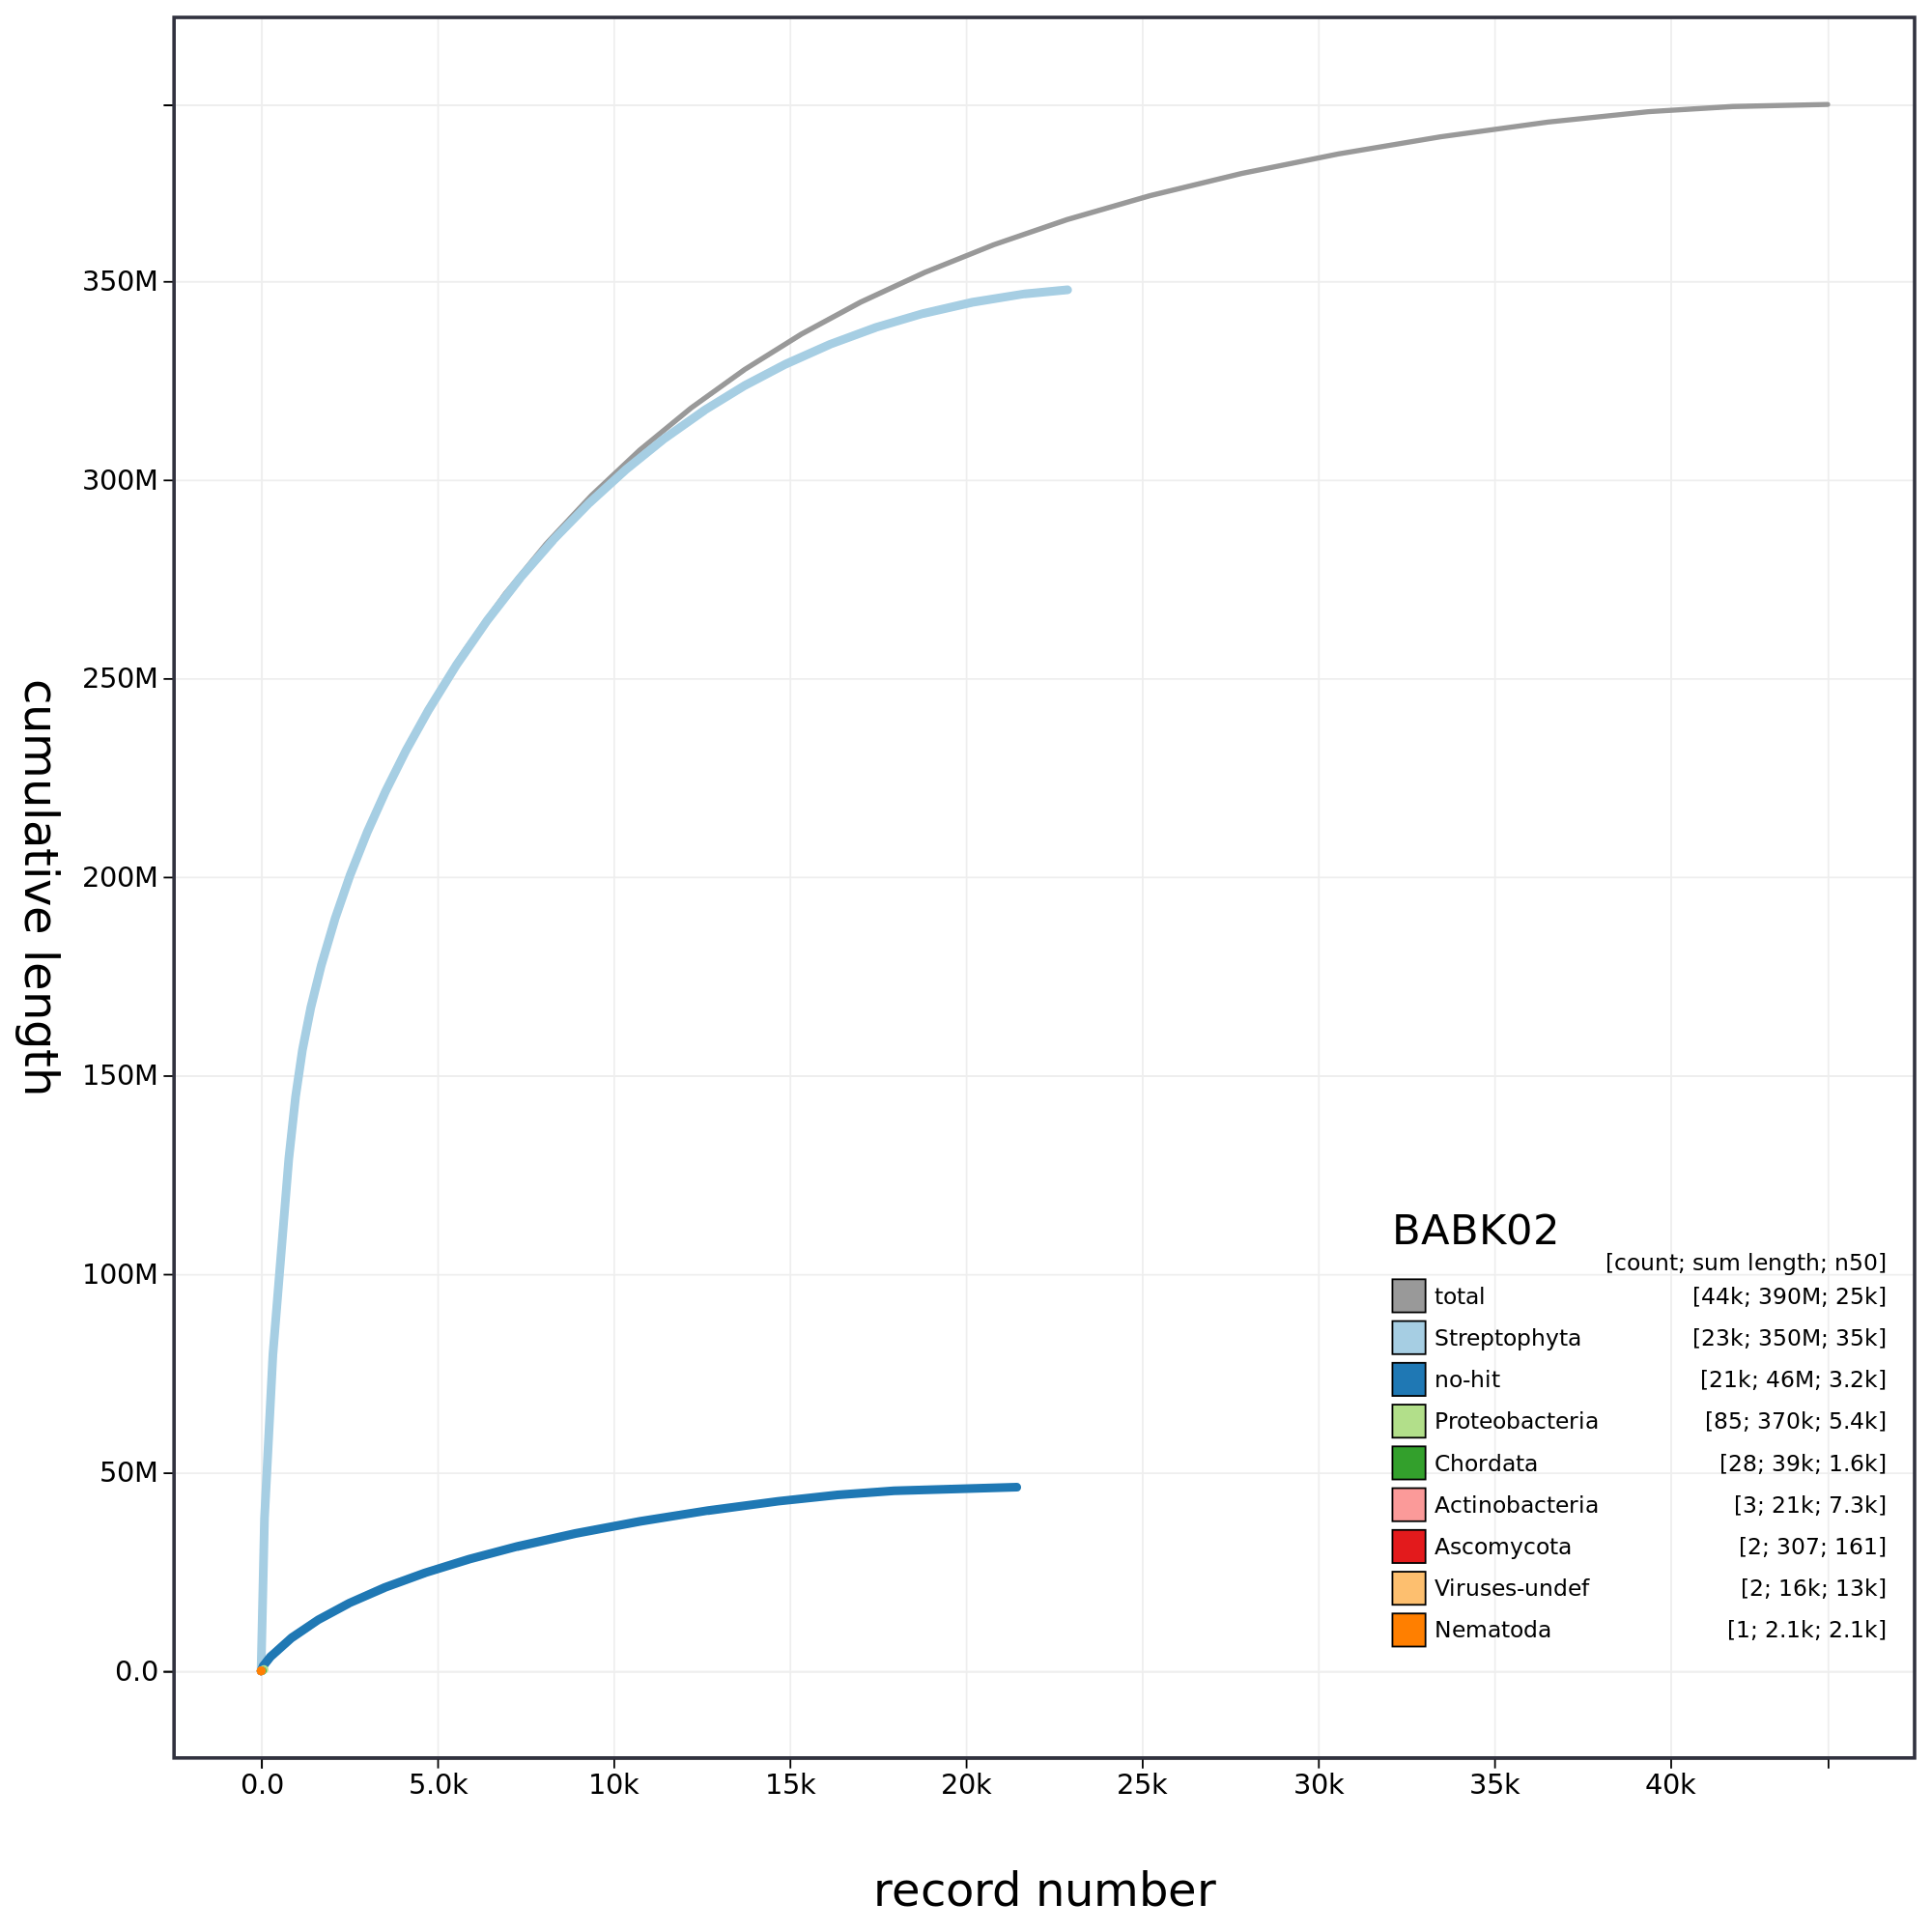 cumulative length
350M
300M
250M
200M
150M
100M
50M
0.0
BABK02
[count; sum length; n50]
total [44k; 390M; 25k]
Streptophyta [23k; 350M; 35k]
no-hit [21k; 46M; 3.2k]
Proteobacteria [85; 370k; 5.4k]
Chordata [28; 39k; 1.6k]
Actinobacteria [3; 21k; 7.3k]
Ascomycota [2; 307; 161]
Viruses-undef [2; 16k; 13k]
Nematoda [1; 2.1k; 2.1k]
0.0 5.0k 10k 15k 20k 25k 30k 35k 40k
record number